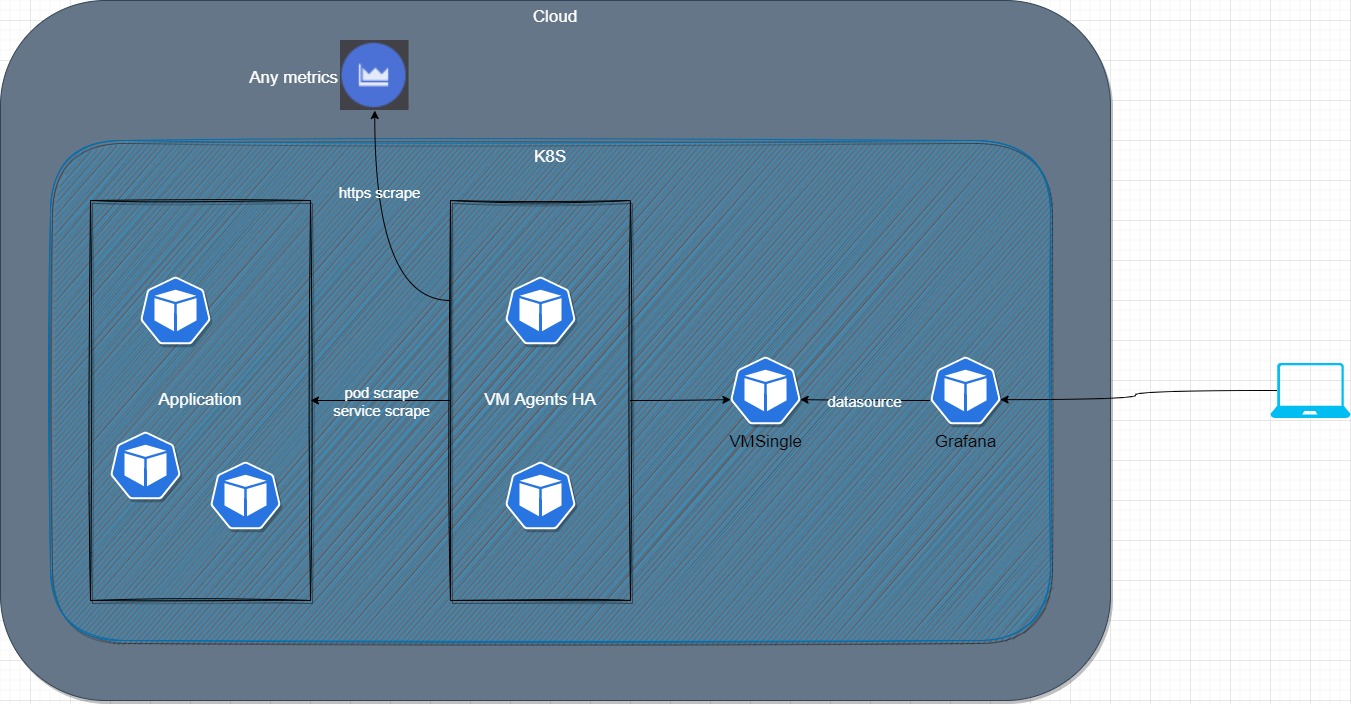 Cloud
Any metrics
K8S
https scrape
Application
pod scrape
service scrape
VM Agents HA
VMSingle
datasource
Grafana